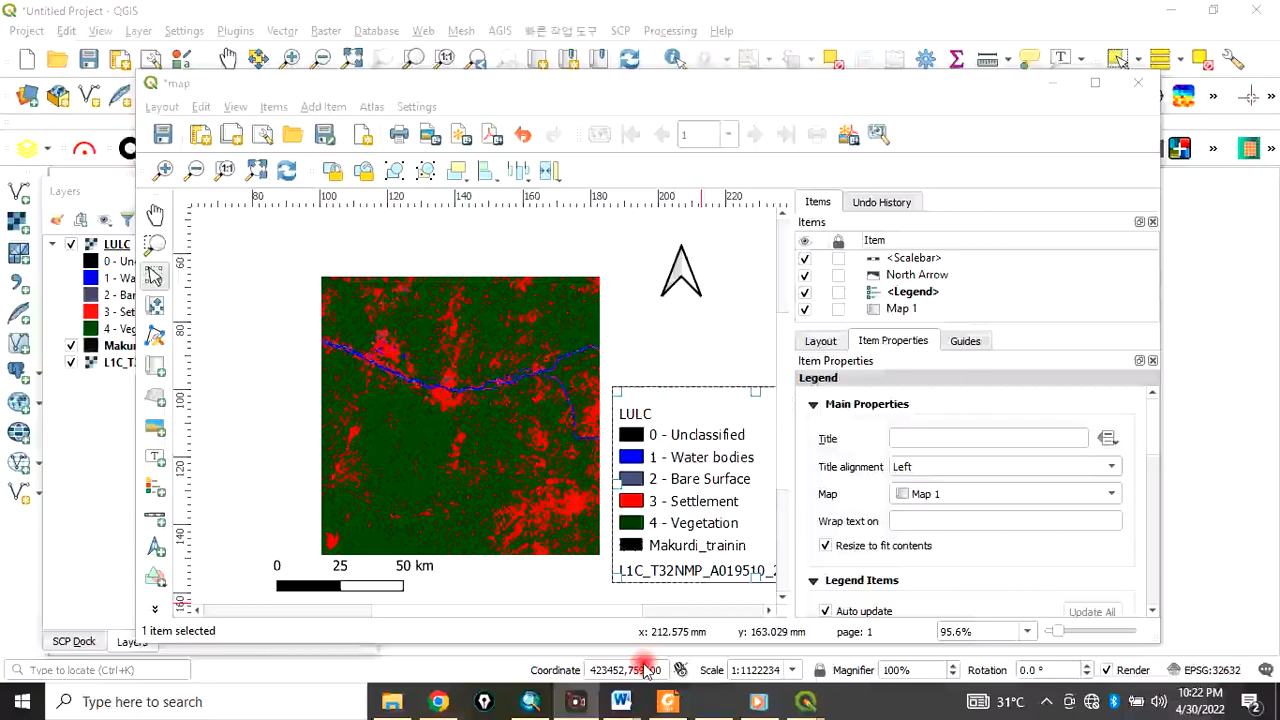 *Untitled Project - QGIS
Project Edit View Layer Settings Plugins Vector Raster Database Web Mesh AGIS 빠른 작업 도구 SCP Processing Help
*map
Layout Edit View Items Add Item Atlas Settings
1
Layers
LULC
0 - Un
1 - Wa
2 - Bar
3 - Set
4 - Veg
Makur
L1C_T3
80 100 120 140 160 180 200 220
60
80
100
120
140
160
LULC
0 - Unclassified
1 - Water bodies
2 - Bare Surface
3 - Settlement
4 - Vegetation
Makurdi_trainin
L1C_T32NMP_A019510_2
0 25 50 km
Items Undo History
Items
Item
<Scalebar>
North Arrow
<Legend>
Map 1
Layout Item Properties Guides
Item Properties
Legend
Main Properties
Title
Title alignment Left
Map Map 1
Wrap text on
Resize to fit contents
Legend Items
Auto update Update All
1 item selected x: 212.575 mm y: 163.029 mm page: 1 95.6%
SCP Dock Layers
Type to locate (Ctrl+K) Coordinate Scale 1:1122234 Magnifier 100% Rotation 0.0 ° Render EPSG:32632
Type here to search 31°C 10:22 PM
4/30/2022
2